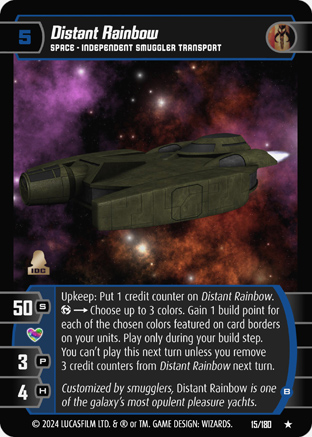 5
Distant Rainbow
SPACE - INDEPENDENT SMUGGLER TRANSPORT
IDC
50 S
3 P
4 H
Upkeep: Put 1 credit counter on Distant Rainbow.
→ Choose up to 3 colors. Gain 1 build point for
each of the chosen colors featured on card borders
on your units. Play only during your build step.
You can't play this next turn unless you remove
3 credit counters from Distant Rainbow next turn.
Customized by smugglers, Distant Rainbow is one
of the galaxy's most opulent pleasure yachts.
B
© 2024 LUCASFILM LTD. & ® or TM. GAME DESIGN: WIZARDS.
15/180